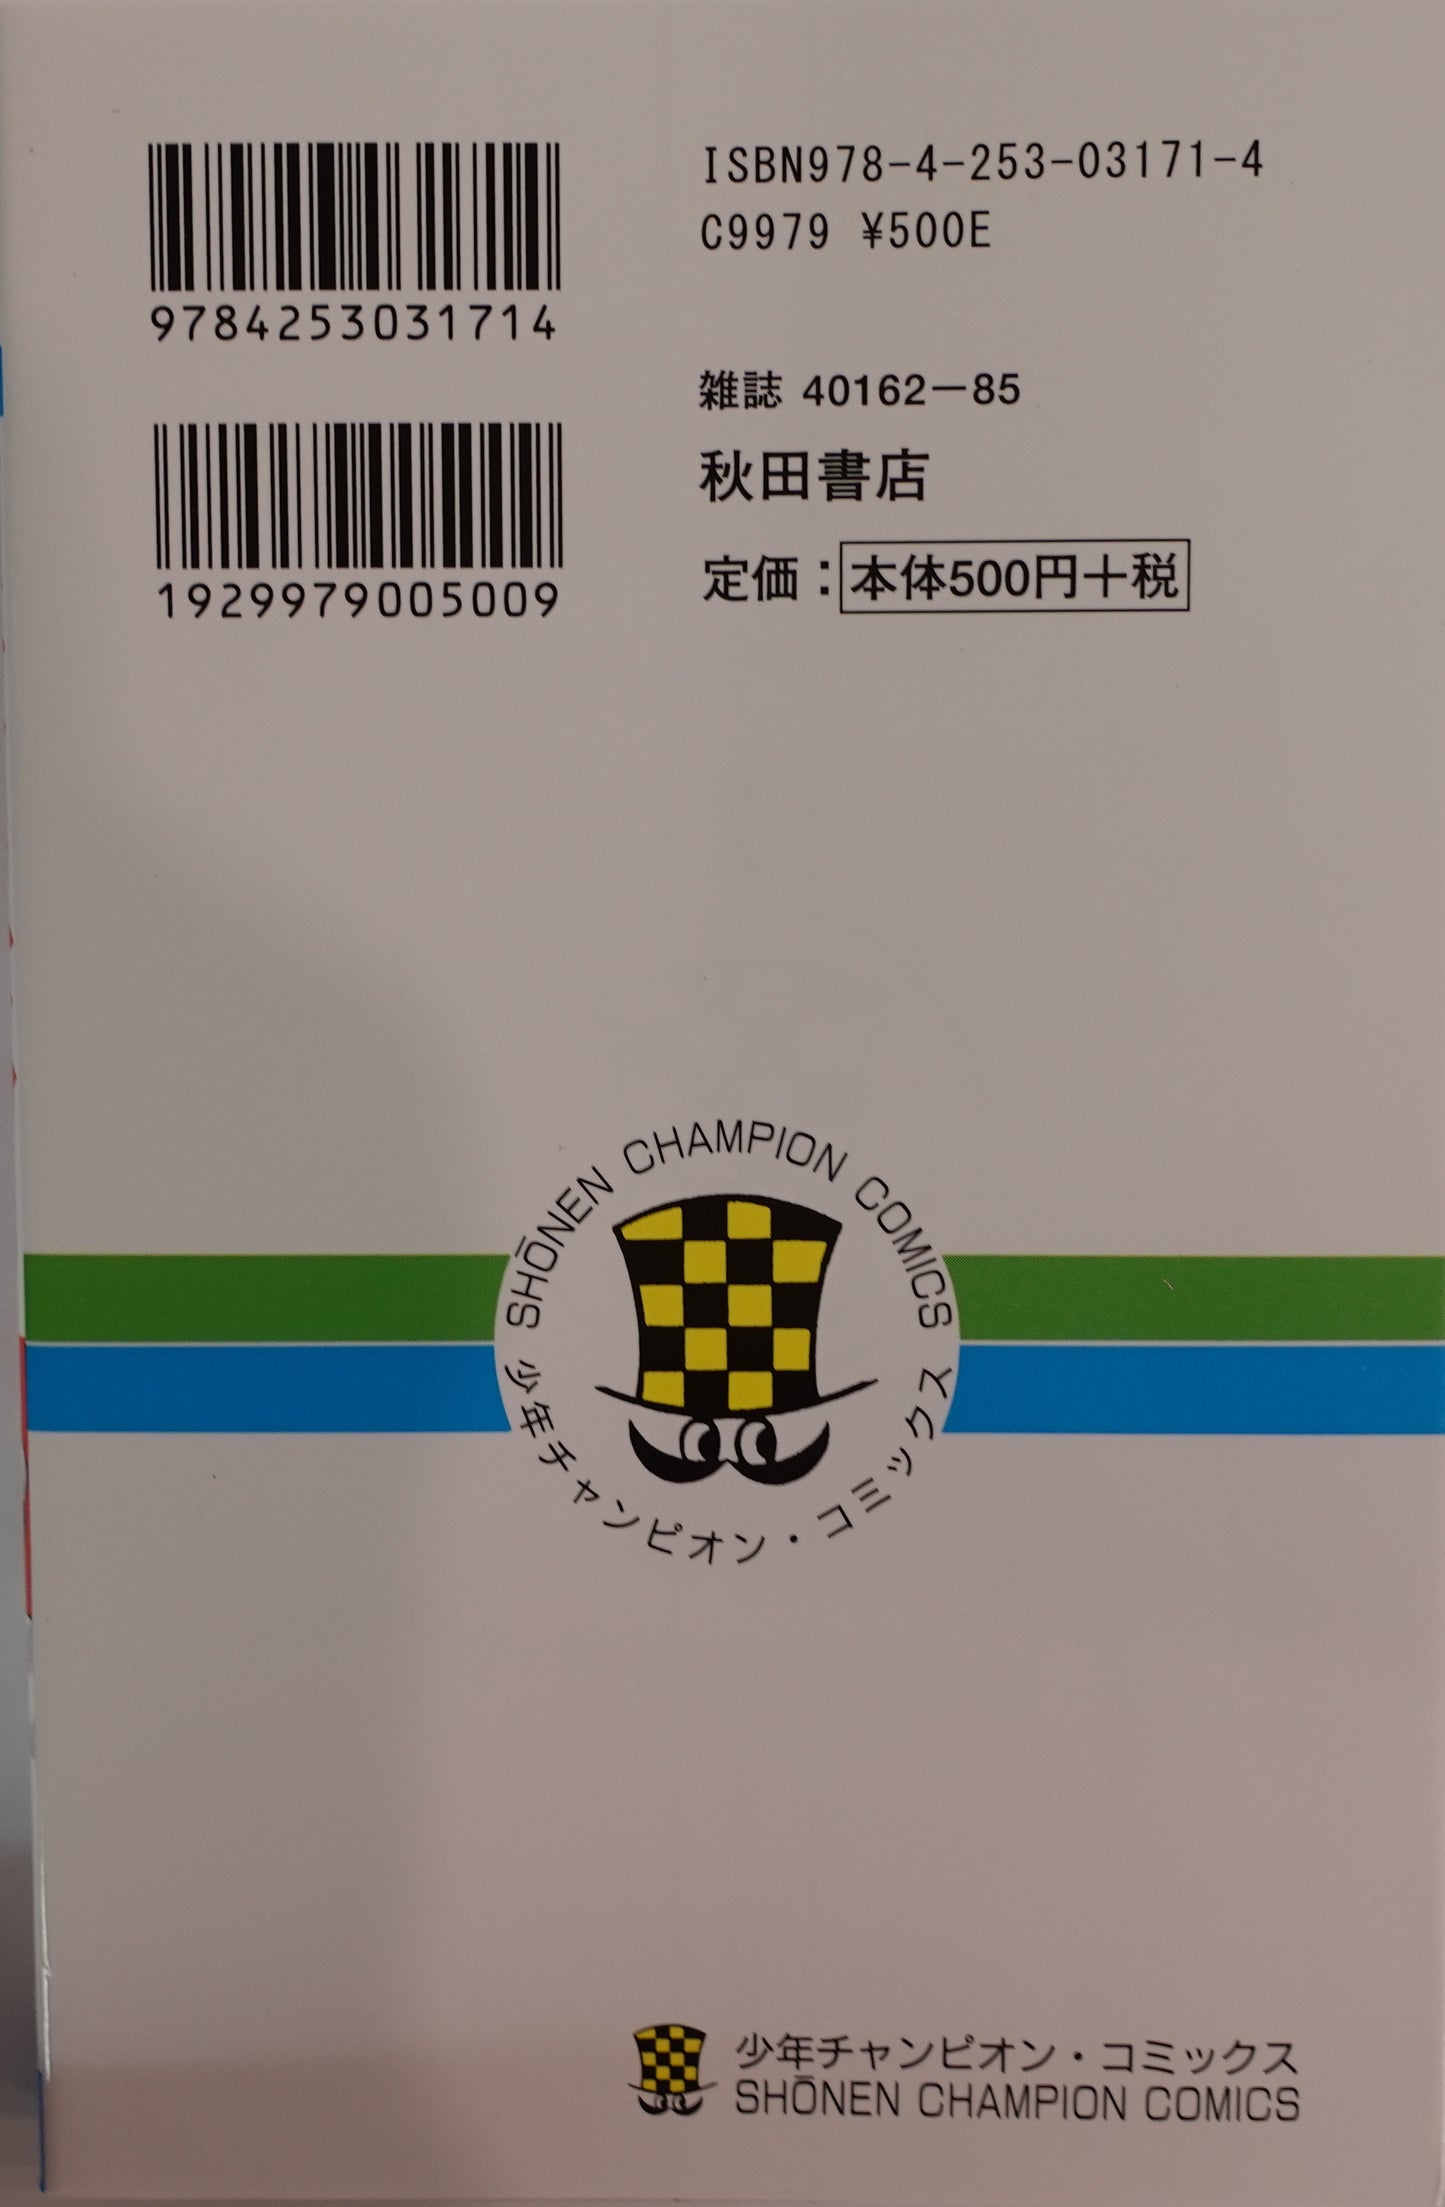 9784253031714
1929979005009
ISBN978-4-253-03171-4
C9979 ¥500E
雑誌 40162-85
秋田書店
定価：本体500円+税
SHŌNEN CHAMPION COMICS
少年チャンピオン・コミックス
少年チャンピオン・コミックス
SHŌNEN CHAMPION COMICS